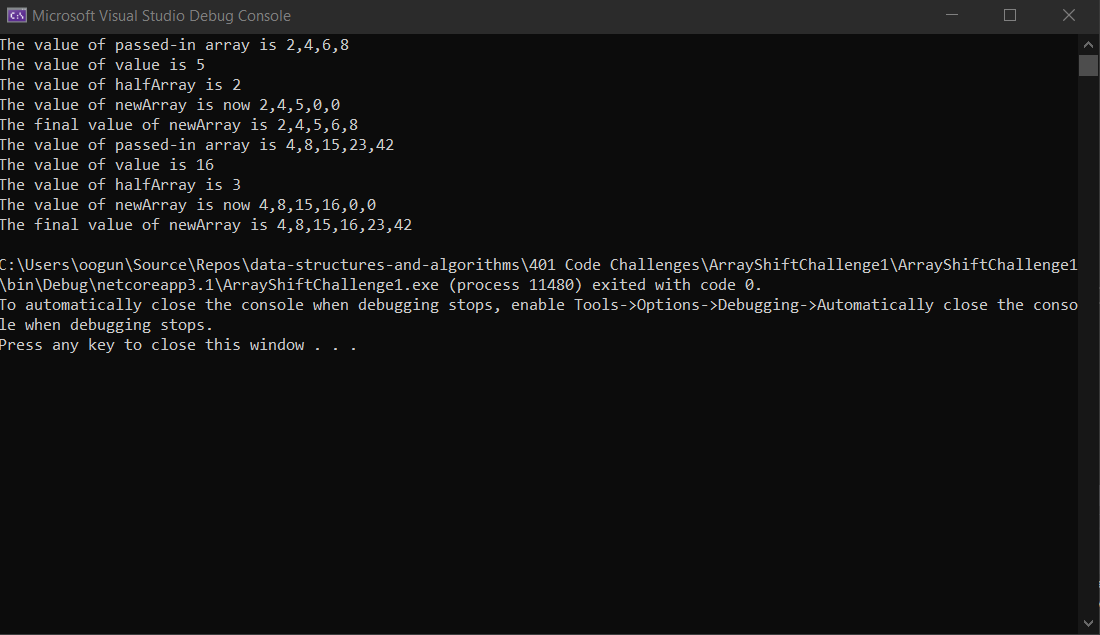 Microsoft Visual Studio Debug Console
The value of passed-in array is 2,4,6,8
The value of value is 5
The value of halfArray is 2
The value of newArray is now 2,4,5,0,0
The final value of newArray is 2,4,5,6,8
The value of passed-in array is 4,8,15,23,42
The value of value is 16
The value of halfArray is 3
The value of newArray is now 4,8,15,16,0,0
The final value of newArray is 4,8,15,16,23,42
C:\Users\oogun\Source\Repos\data-structures-and-algorithms\401 Code Challenges\ArrayShiftChallenge1\ArrayShiftChallenge1
\bin\Debug\netcoreapp3.1\ArrayShiftChallenge1.exe (process 11480) exited with code 0.
To automatically close the console when debugging stops, enable Tools->Options->Debugging->Automatically close the conso
le when debugging stops.
Press any key to close this window . . .